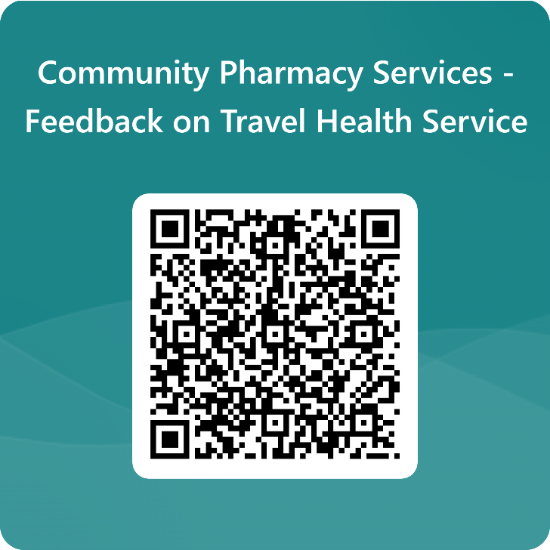 Community Pharmacy Services -
Feedback on Travel Health Service